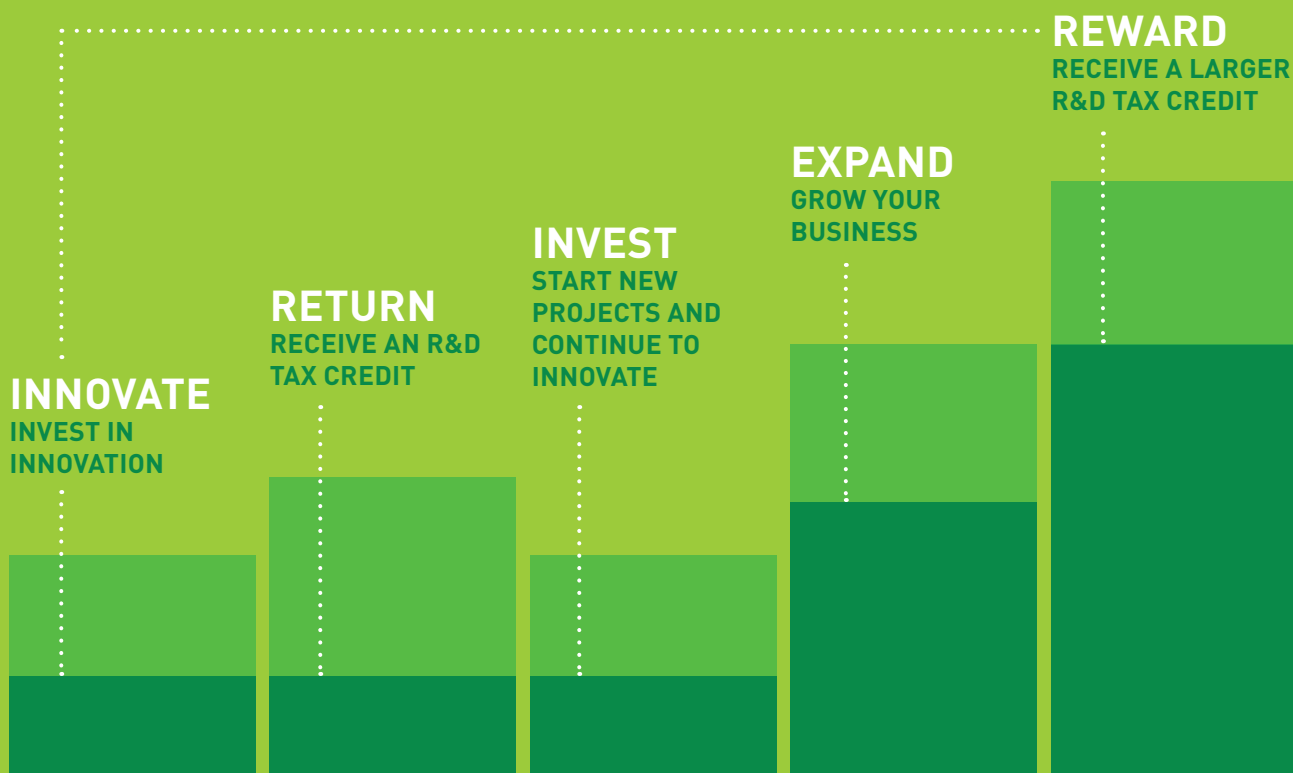 INNOVATE
INVEST IN
INNOVATION
RETURN
RECEIVE AN R&D
TAX CREDIT
INVEST
START NEW
PROJECTS AND
CONTINUE TO
INNOVATE
EXPAND
GROW YOUR
BUSINESS
REWARD
RECEIVE A LARGER
R&D TAX CREDIT